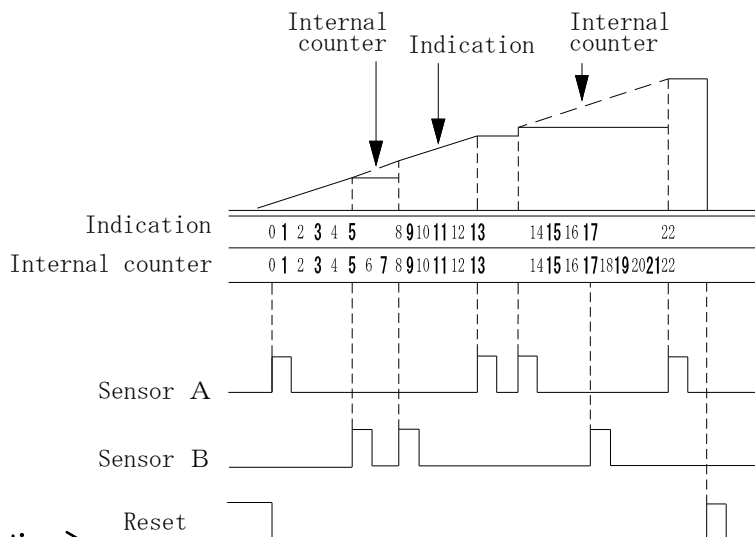 Internal
counter
Indication
Internal
counter
Indication 0 1 2 3 4 5 8 9 10 11 12 13 14 15 16 17 22
Internal counter 0 1 2 3 4 5 6 7 8 9 10 11 12 13 14 15 16 17 18 19 20 21 22
Sensor A
Sensor B
Reset